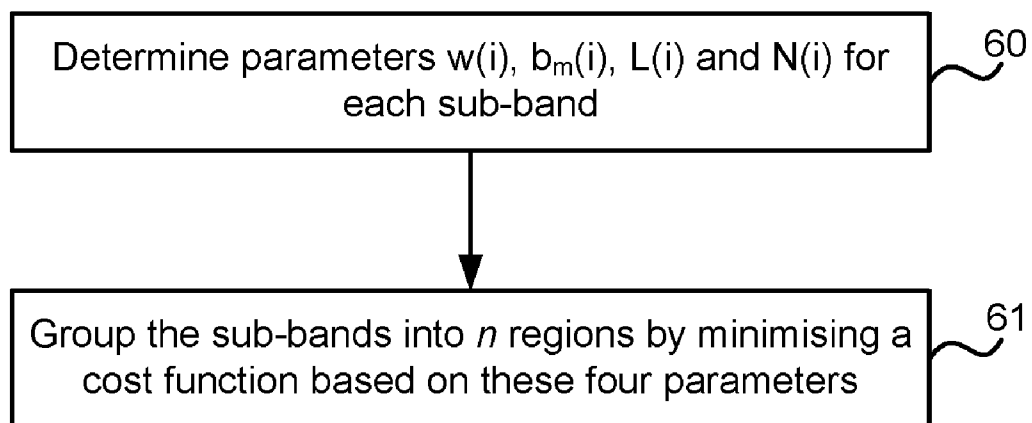 Determine parameters w(i), bm(i), L(i) and N(i) for
each sub-band
60
Group the sub-bands into n regions by minimising a
cost function based on these four parameters
61